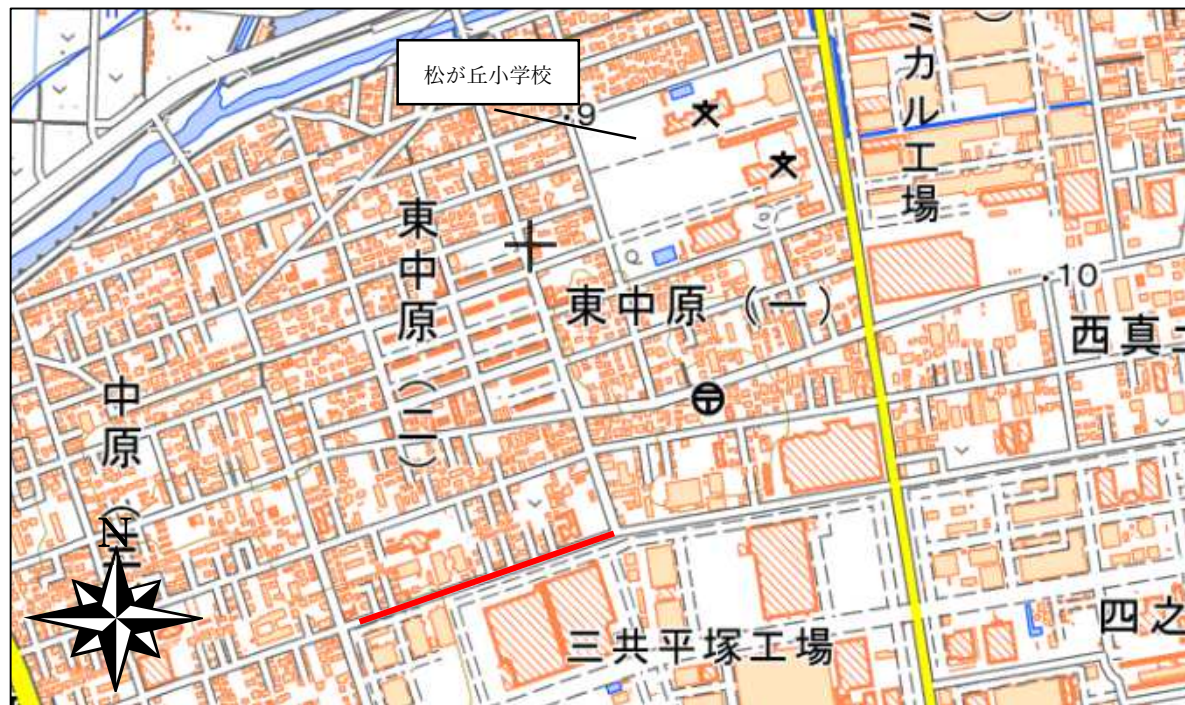 松が丘小学校
.9
ミカル工場
東中原(二)
東中原(一)
.10
西真
中原
N
三共平塚工場
四之